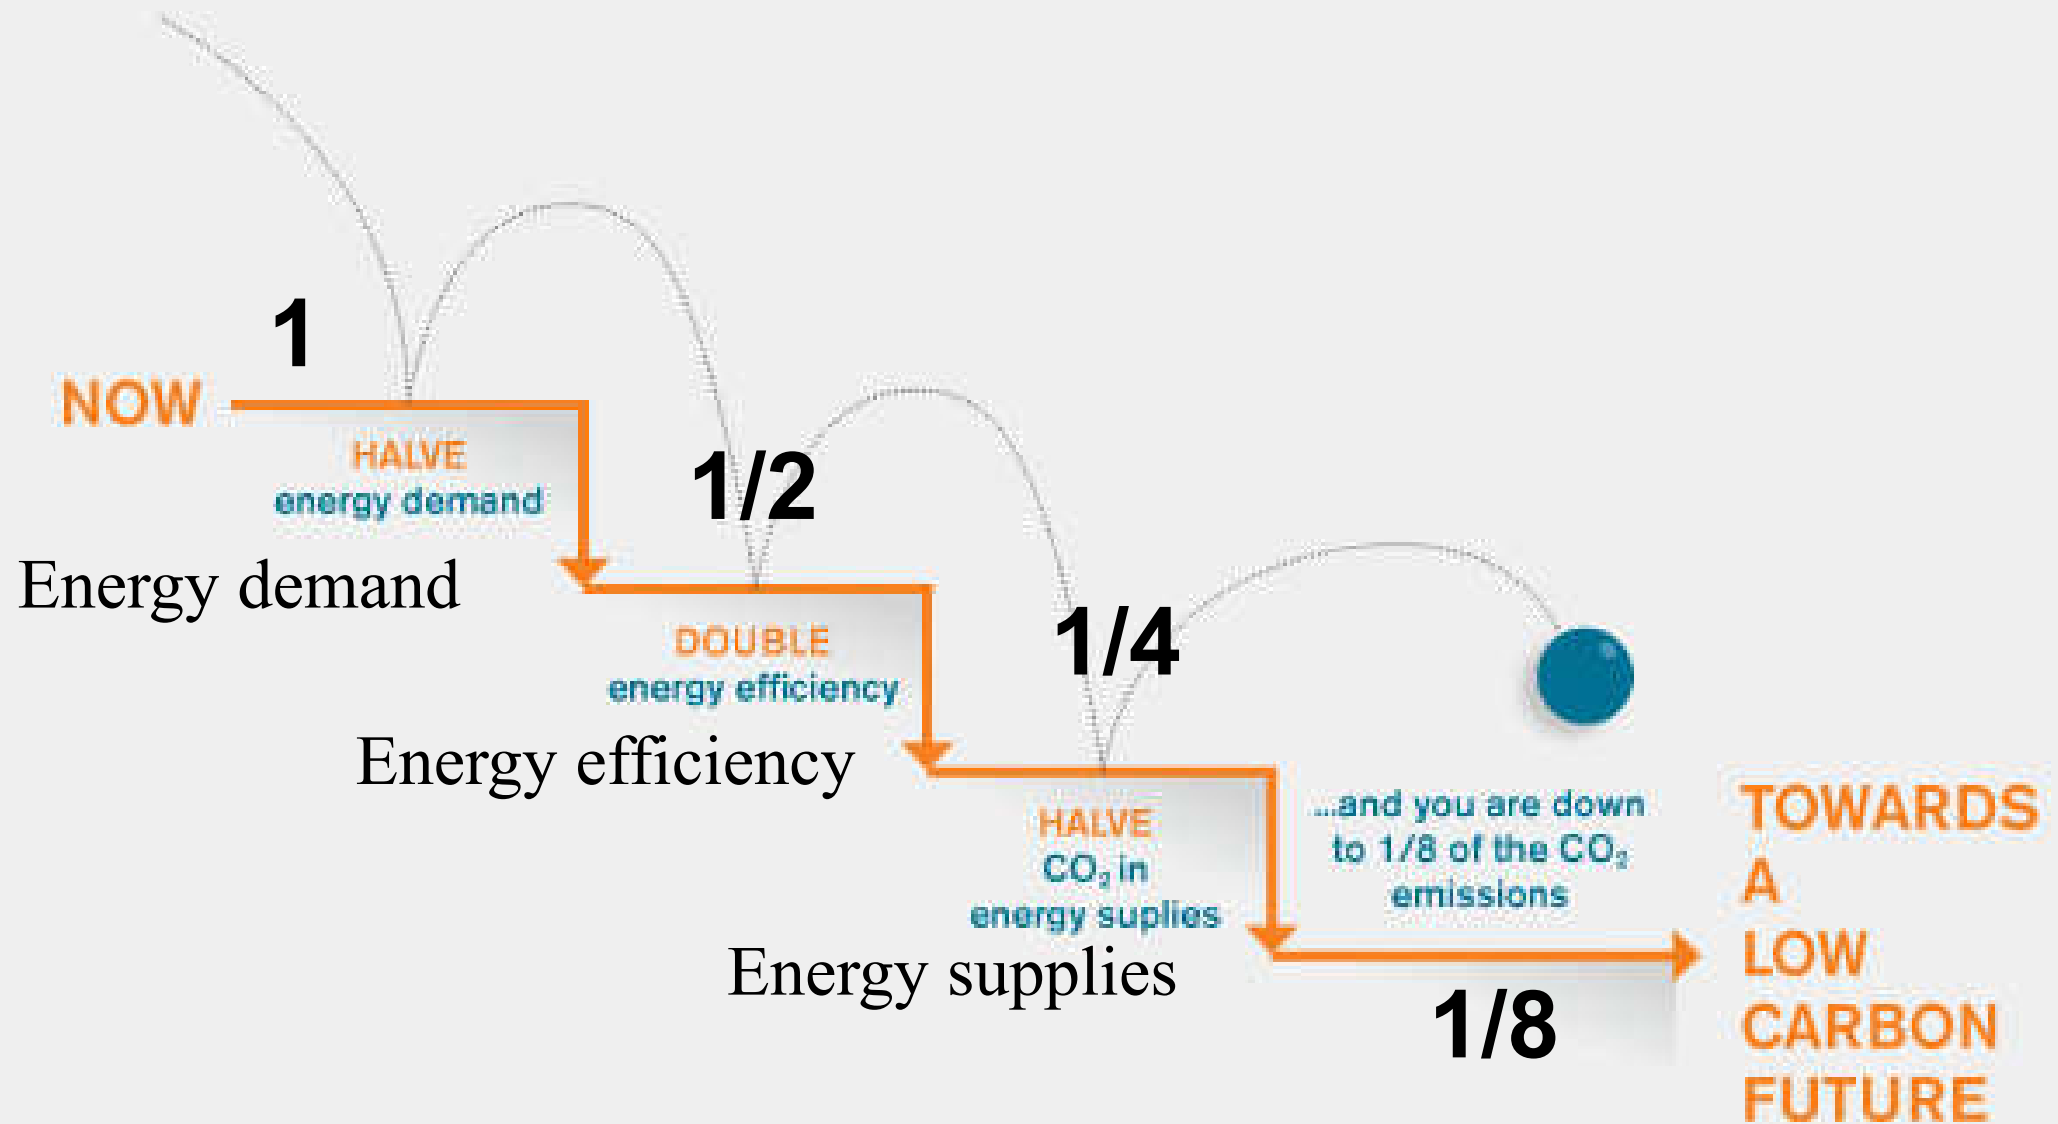 1
NOW
HALVE
energy demand
Energy demand
1/2
DOUBLE
energy efficiency
Energy efficiency
1/4
HALVE
CO₂ in
energy suplies
Energy supplies
...and you are down
to 1/8 of the CO₂
emissions
1/8
TOWARDS
A
LOW
CARBON
FUTURE